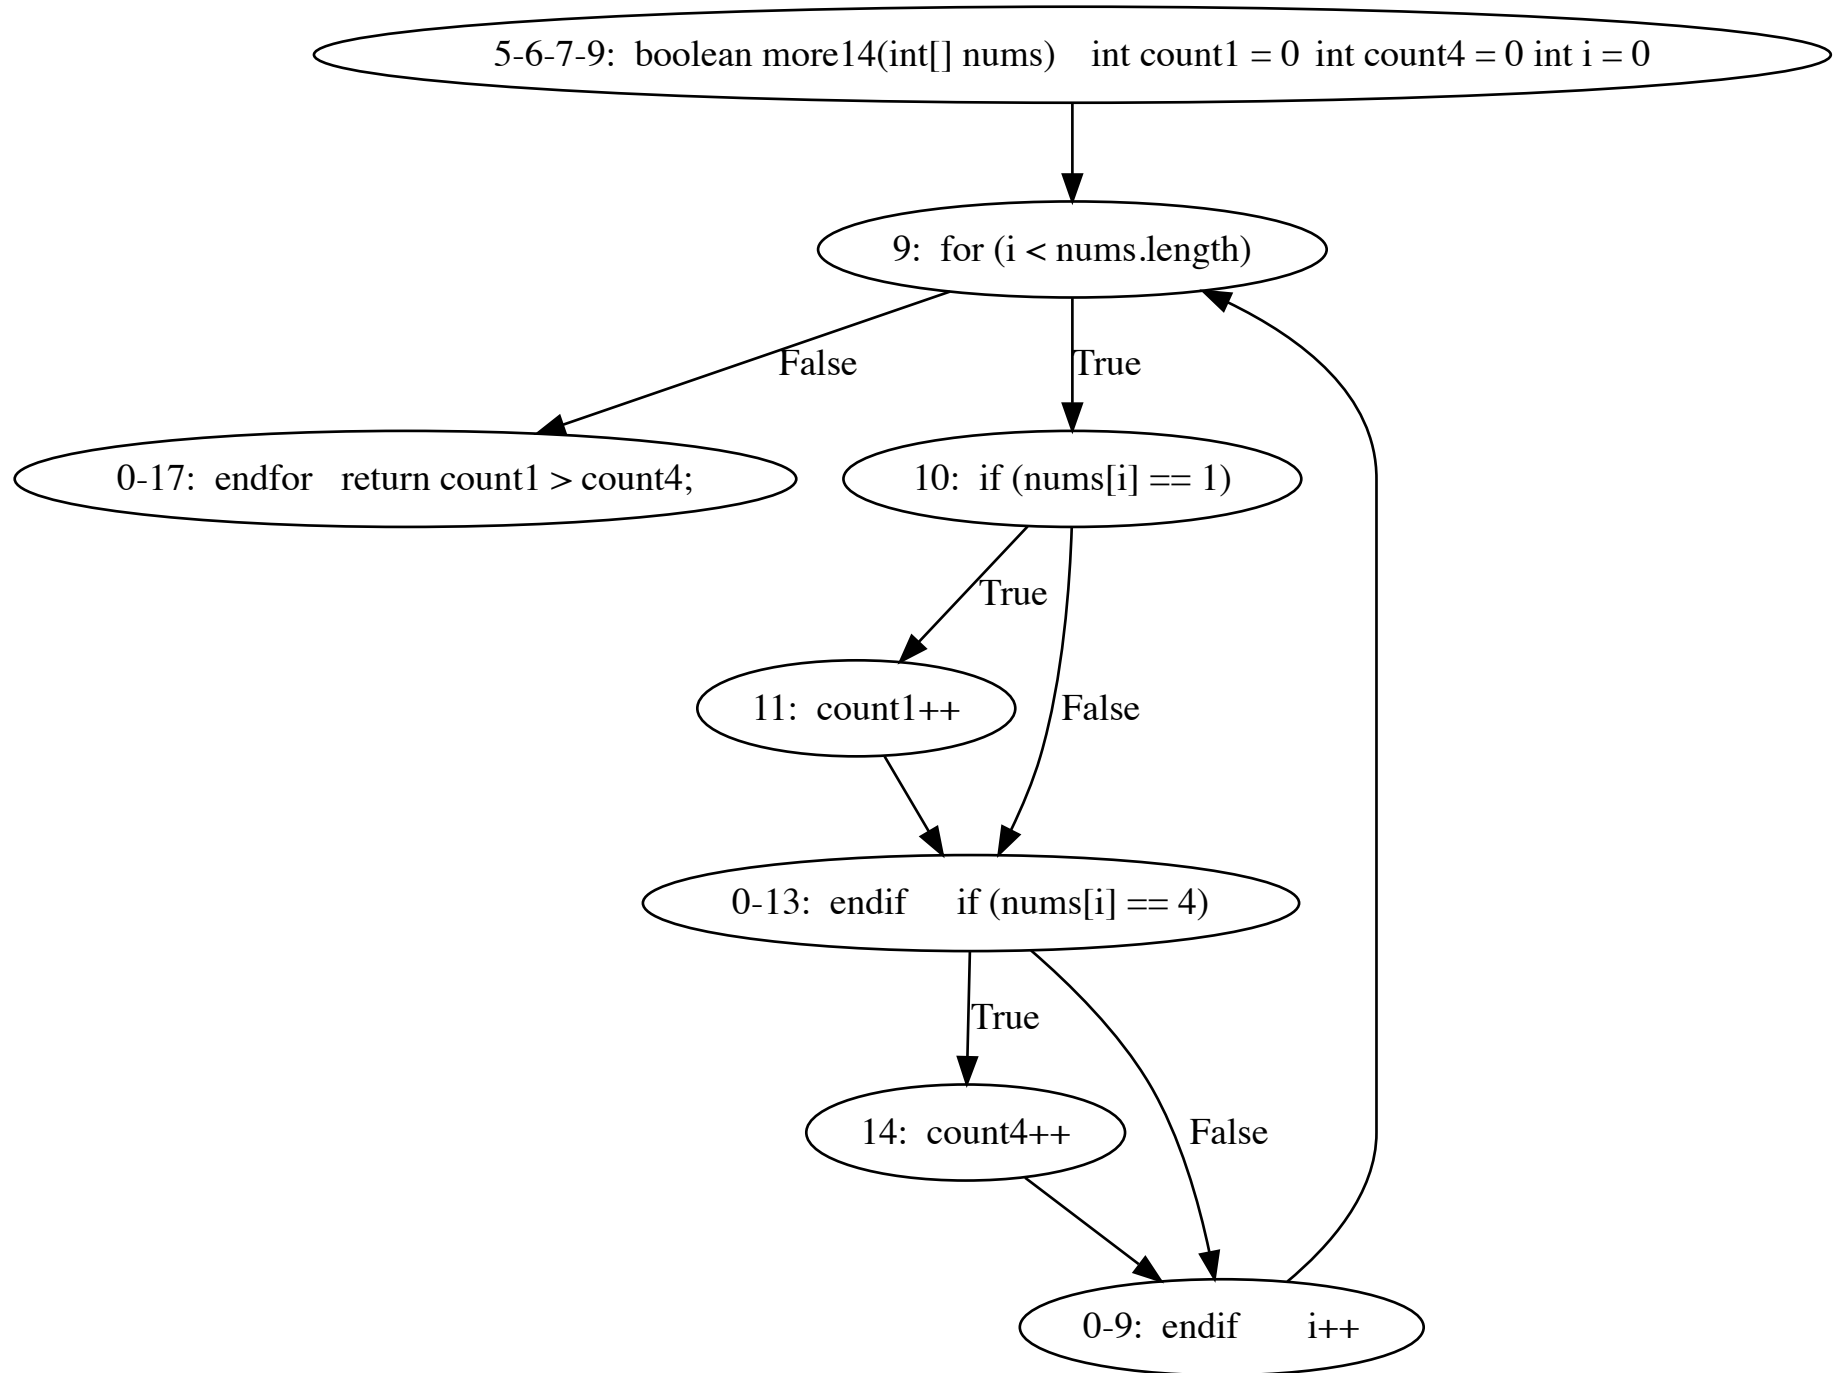 5-6-7-9: boolean more14(int[] nums) int count1 = 0 int count4 = 0 int i = 0
9: for (i < nums.length)
False
True
0-17: endfor return count1 > count4;
10: if (nums[i] == 1)
True
11: count1++
False
0-13: endif if (nums[i] == 4)
True
14: count4++
False
0-9: endif i++